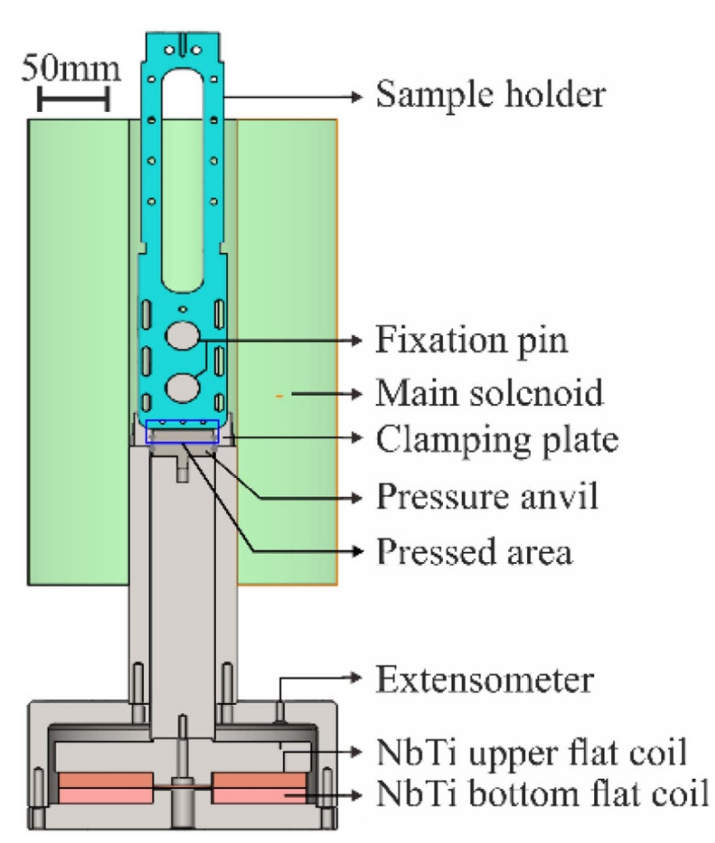 50mm
Sample holder
Fixation pin
Main solcnoid
Clamping plate
Pressure anvil
Pressed area
Extensometer
NbTi upper flat coil
NbTi bottom flat coil